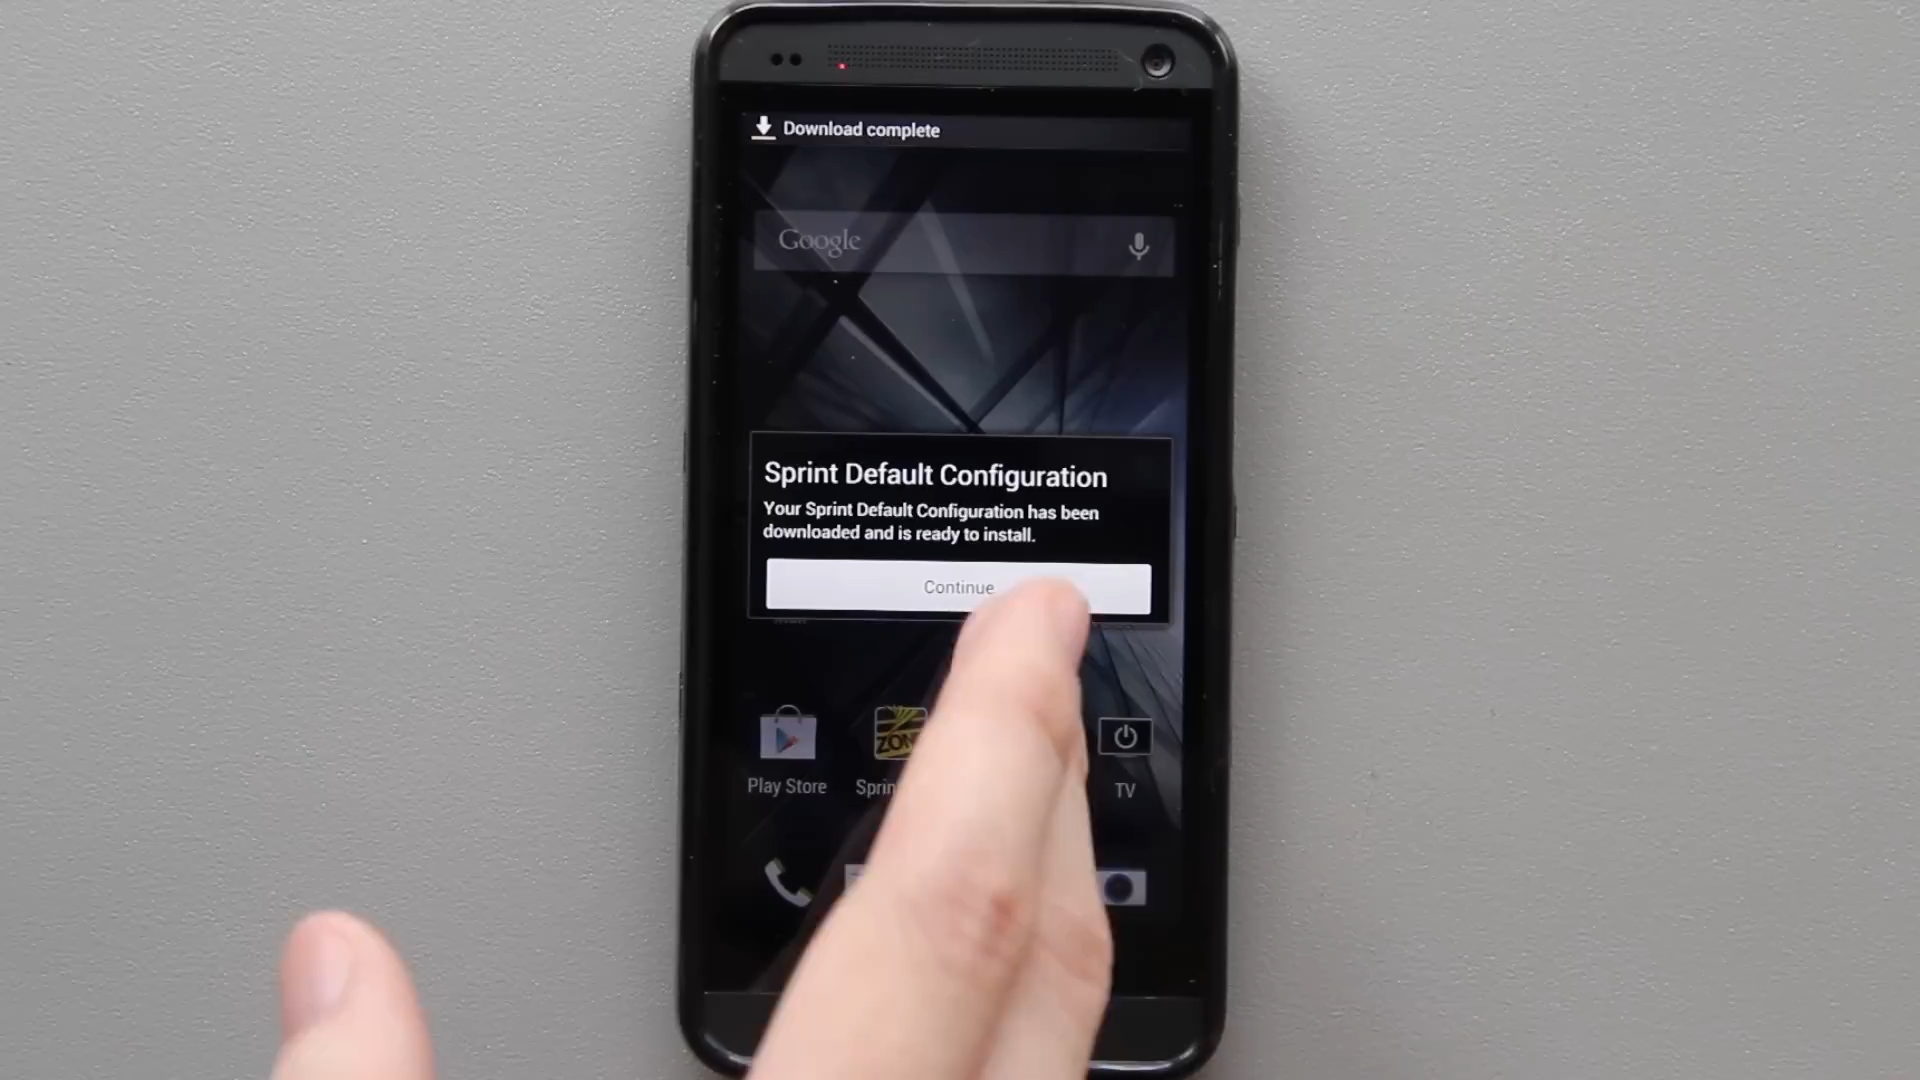 Download complete
Google
Sprint Default Configuration
Your Sprint Default Configuration has been
downloaded and is ready to install.
Continue
Play Store
TV